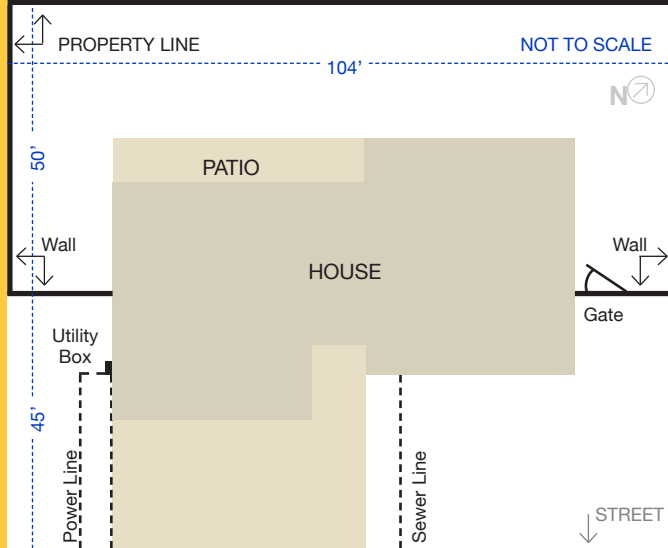 PROPERTY LINE
NOT TO SCALE
104’
N
50’
PATIO
Wall
Wall
HOUSE
Gate
Utility
Box
45’
Power Line
Sewer Line
STREET